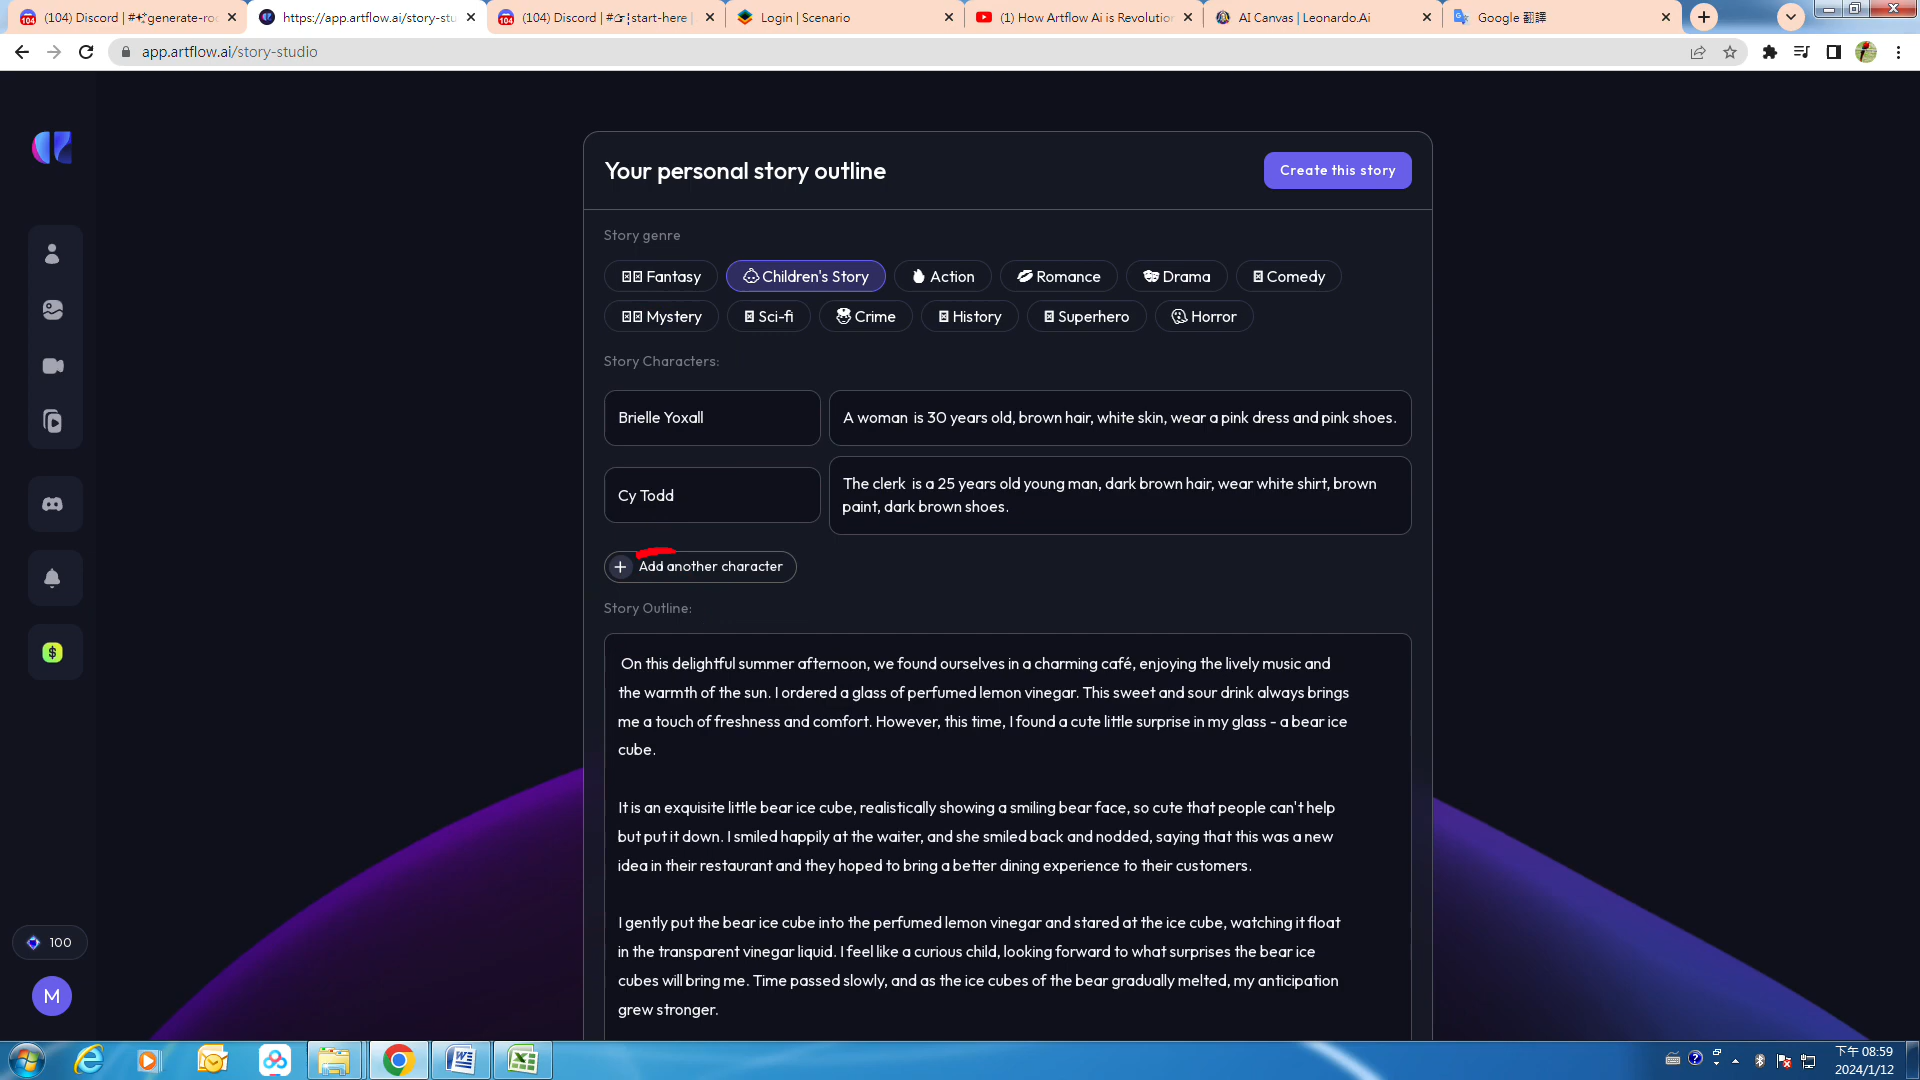 (104) Discord | #✨generate-roo
https://app.artflow.ai/story-stu
(104) Discord | #👉┆start-here |
Login | Scenario
(1) How Artflow Ai is Revolution
AI Canvas | Leonardo.Ai
Google 翻譯
app.artflow.ai/story-studio
Your personal story outline
Create this story
Story genre
Fantasy
Children's Story
Action
Romance
Drama
Comedy
Mystery
Sci-fi
Crime
History
Superhero
Horror
Story Characters:
Brielle Yoxall
A woman is 30 years old, brown hair, white skin, wear a pink dress and pink shoes.
Cy Todd
The clerk is a 25 years old young man, dark brown hair, wear white shirt, brown
paint, dark brown shoes.
Add another character
Story Outline:
On this delightful summer afternoon, we found ourselves in a charming café, enjoying the lively music and
the warmth of the sun. I ordered a glass of perfumed lemon vinegar. This sweet and sour drink always brings
me a touch of freshness and comfort. However, this time, I found a cute little surprise in my glass - a bear ice
cube.
It is an exquisite little bear ice cube, realistically showing a smiling bear face, so cute that people can't help
but put it down. I smiled happily at the waiter, and she smiled back and nodded, saying that this was a new
idea in their restaurant and they hoped to bring a better dining experience to their customers.
I gently put the bear ice cube into the perfumed lemon vinegar and stared at the ice cube, watching it float
in the transparent vinegar liquid. I feel like a curious child, looking forward to what surprises the bear ice
cubes will bring me. Time passed slowly, and as the ice cubes of the bear gradually melted, my anticipation
grew stronger.
100
M
下午 08:59
2024/1/12